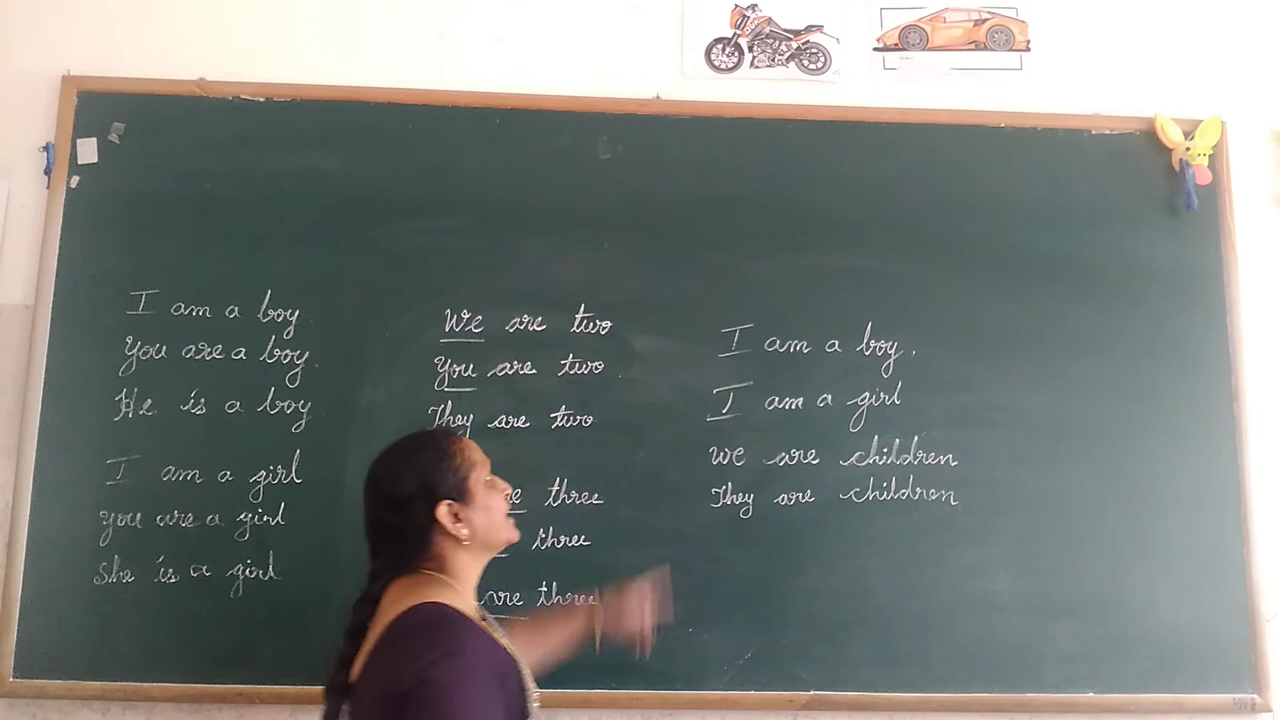 I am a boy.
You are a boy.
He is a boy
I am a girl
you are a girl
She is a girl
We are two
You are two.
They are two
three
three
are three
I am a boy.
I am a girl
we are children
They are children